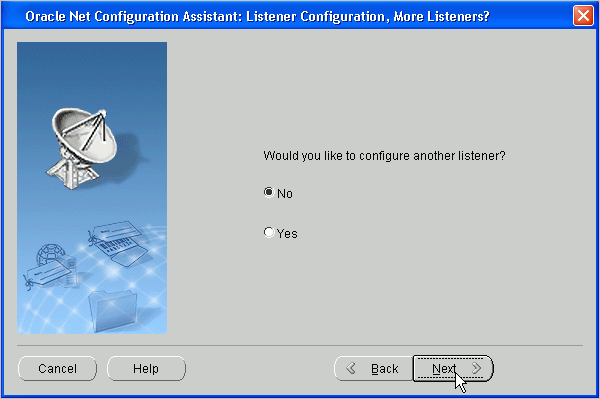 Oracle Net Configuration Assistant: Listener Configuration, More Listeners?
Would you like to configure another listener?
No
Yes
Cancel
Help
Back
Next